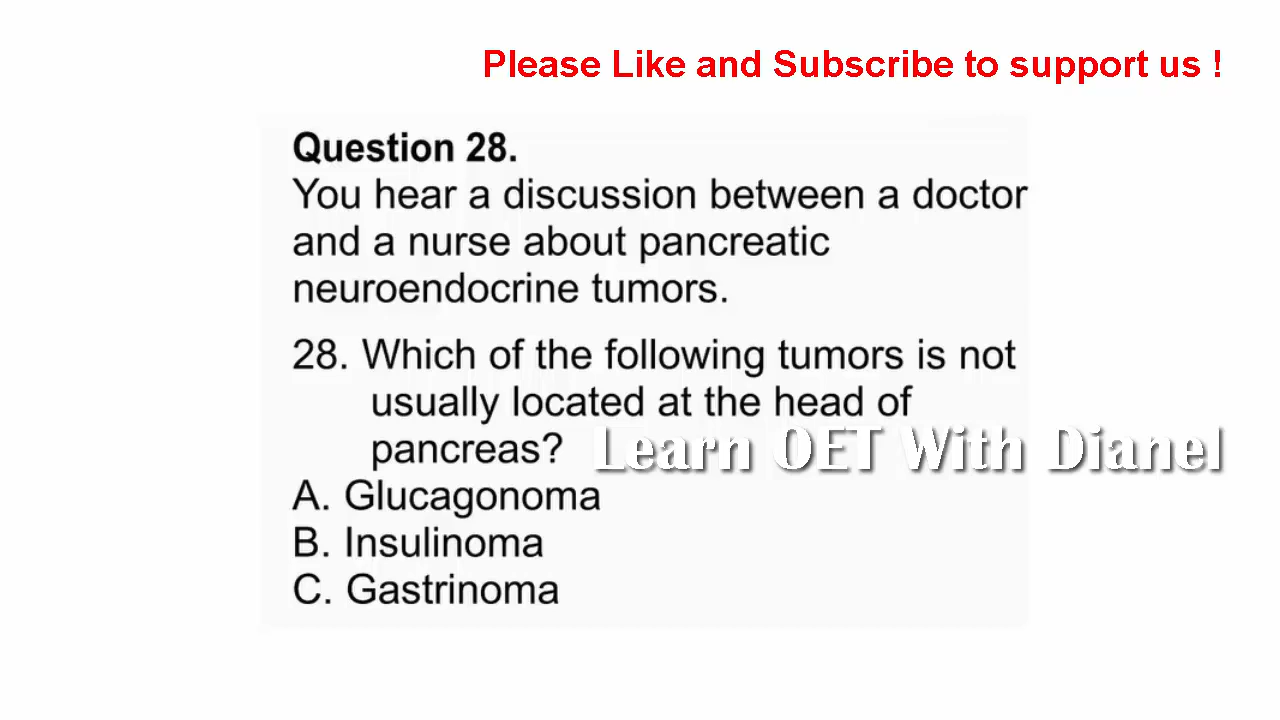 Please Like and Subscribe to support us !
Question 28.
You hear a discussion between a doctor
and a nurse about pancreatic
neuroendocrine tumors.
28. Which of the following tumors is not
usually located at the head of
pancreas?
Learn OET With Dianel
A. Glucagonoma
B. Insulinoma
C. Gastrinoma